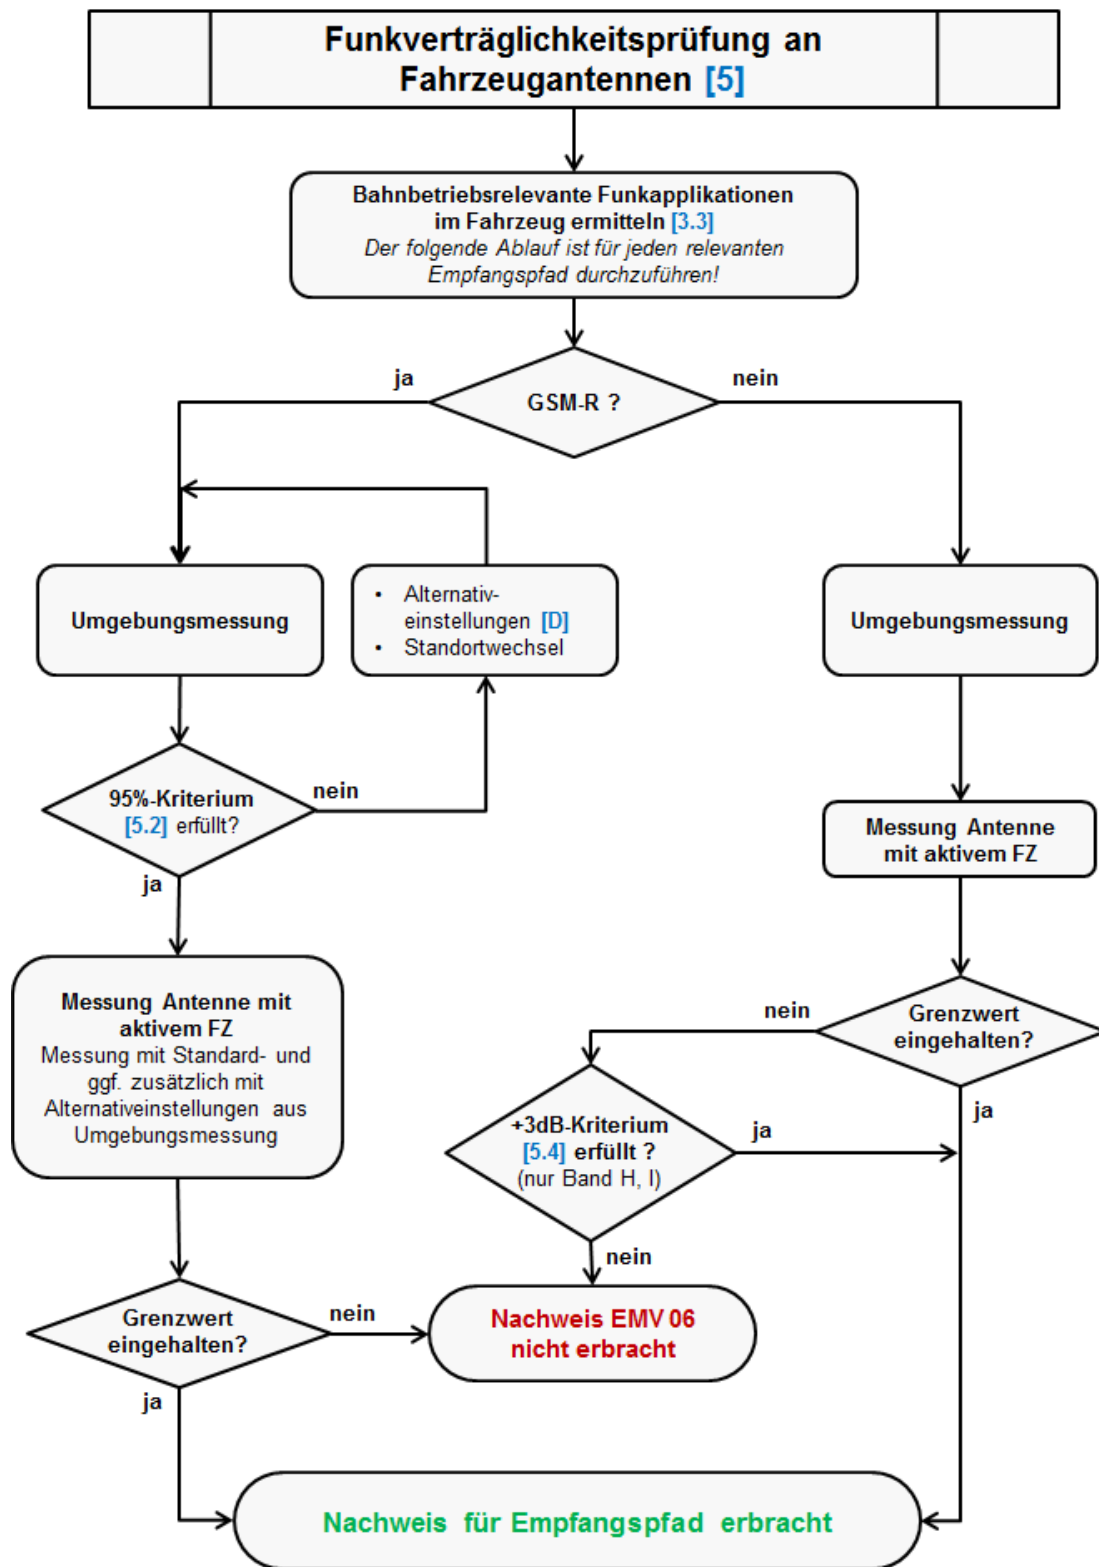 Funkverträglichkeitsprüfung an
Fahrzeugantennen [5]
Bahnbetriebsrelevante Funkapplikationen
im Fahrzeug ermitteln [3.3]
Der folgende Ablauf ist für jeden relevanten
Empfangspfad durchzuführen!
ja
nein
GSM-R ?
Umgebungsmessung
• Alternativ-
einstellungen [D]
• Standortwechsel
Umgebungsmessung
95%-Kriterium
[5.2] erfüllt?
nein
ja
Messung Antenne
mit aktivem FZ
Messung Antenne mit
aktivem FZ
Messung mit Standard- und
ggf. zusätzlich mit
Alternativeinstellungen aus
Umgebungsmessung
nein
Grenzwert
eingehalten?
ja
+3dB-Kriterium
[5.4] erfüllt ?
(nur Band H, I)
ja
nein
Grenzwert
eingehalten?
nein
ja
Nachweis EMV 06
nicht erbracht
Nachweis für Empfangspfad erbracht